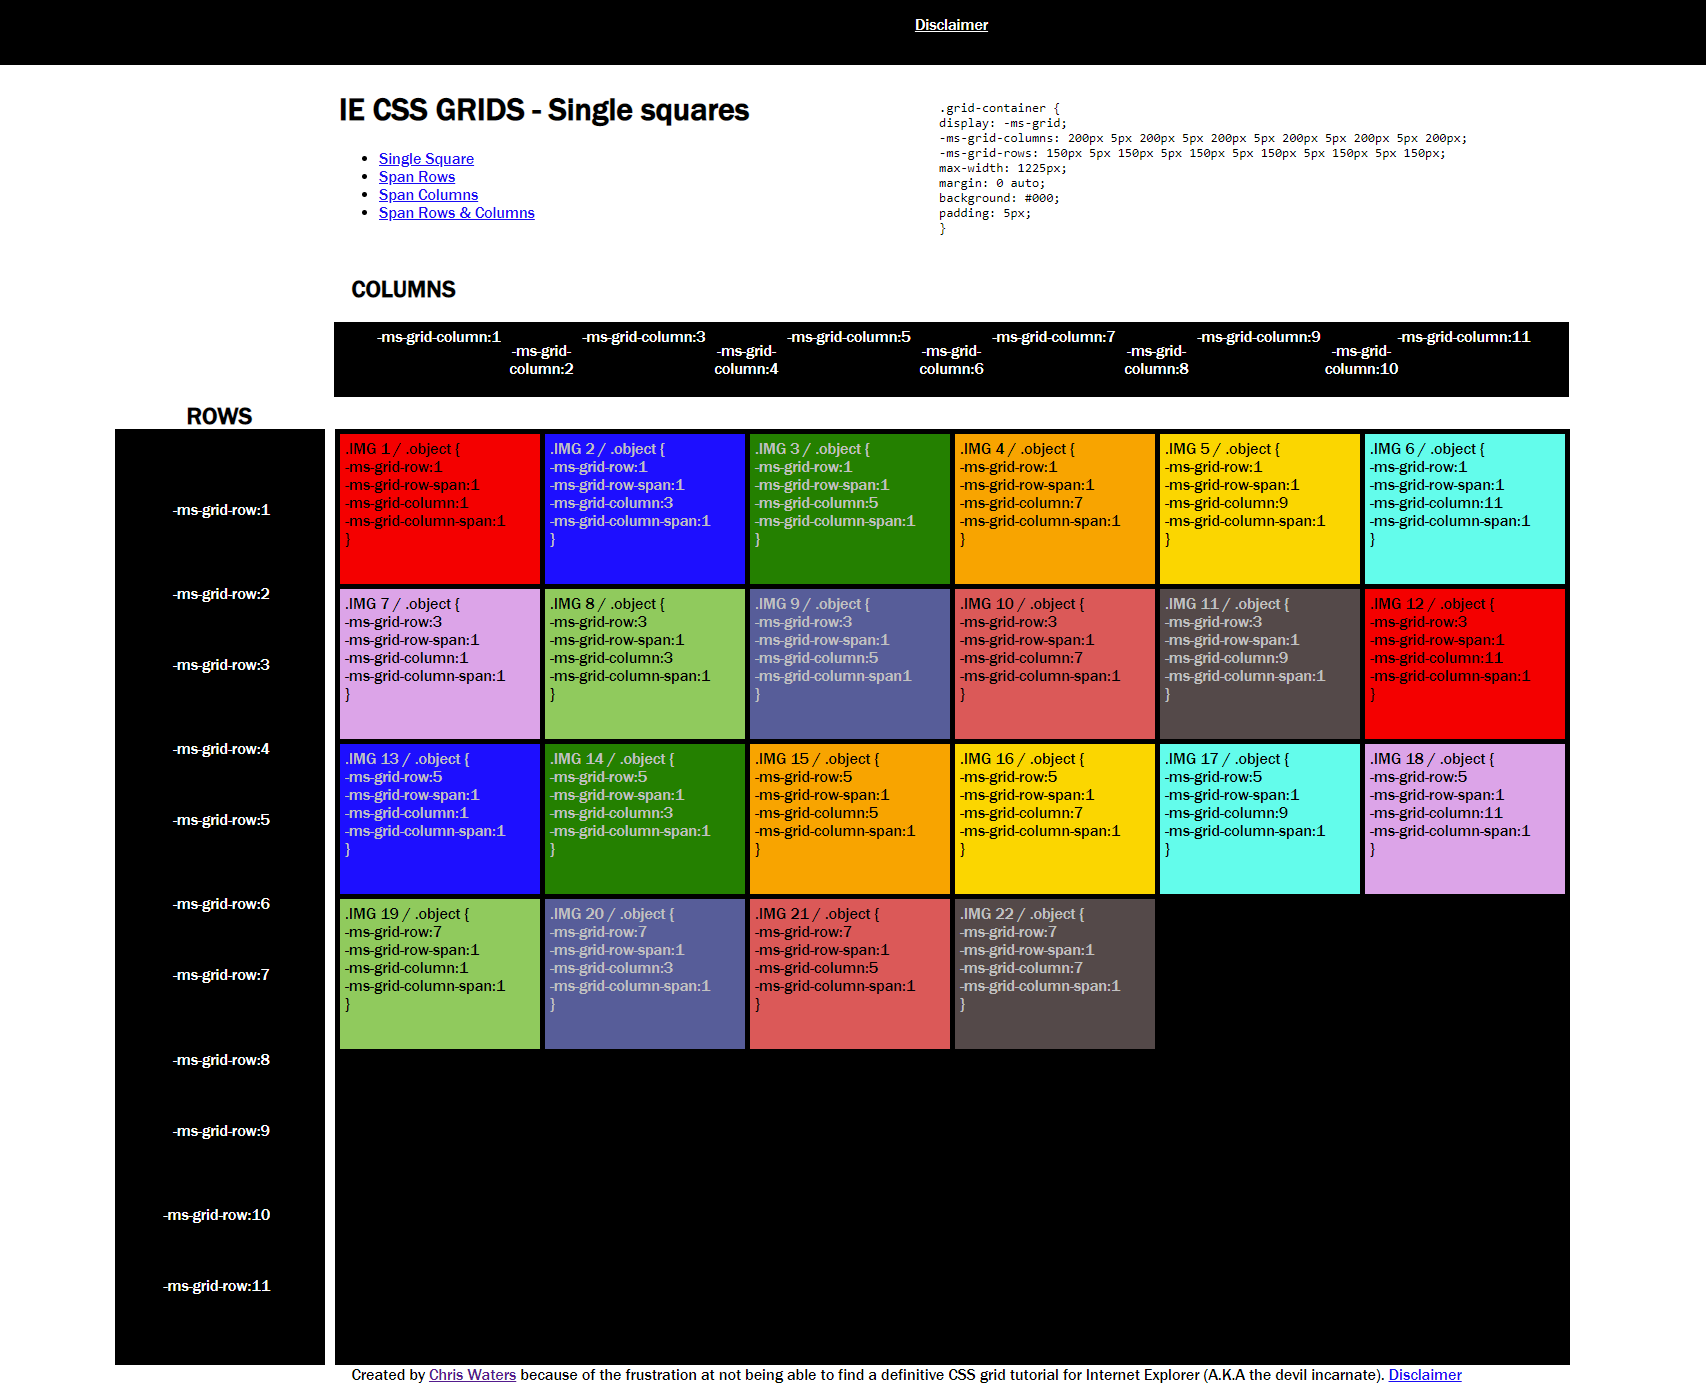 Disclaimer
IE CSS GRIDS - Single squares
Single Square
Span Rows
Span Columns
Span Rows & Columns
.grid-container {
display: -ms-grid;
-ms-grid-columns: 200px 5px 200px 5px 200px 5px 200px 5px 200px 5px 200px;
-ms-grid-rows: 150px 5px 150px 5px 150px 5px 150px 5px 150px 5px 150px;
max-width: 1225px;
margin: 0 auto;
background: #000;
padding: 5px;
}
COLUMNS
-ms-grid-column:1
-ms-grid-
column:2
-ms-grid-column:3
-ms-grid-
column:4
-ms-grid-column:5
-ms-grid-
column:6
-ms-grid-column:7
-ms-grid-
column:8
-ms-grid-column:9
-ms-grid-
column:10
-ms-grid-column:11
ROWS
-ms-grid-row:1
-ms-grid-row:2
-ms-grid-row:3
-ms-grid-row:4
-ms-grid-row:5
-ms-grid-row:6
-ms-grid-row:7
-ms-grid-row:8
-ms-grid-row:9
-ms-grid-row:10
-ms-grid-row:11
.IMG 1 / .object {
-ms-grid-row:1
-ms-grid-row-span:1
-ms-grid-column:1
-ms-grid-column-span:1
}
.IMG 2 / .object {
-ms-grid-row:1
-ms-grid-row-span:1
-ms-grid-column:3
-ms-grid-column-span:1
}
.IMG 3 / .object {
-ms-grid-row:1
-ms-grid-row-span:1
-ms-grid-column:5
-ms-grid-column-span:1
}
.IMG 4 / .object {
-ms-grid-row:1
-ms-grid-row-span:1
-ms-grid-column:7
-ms-grid-column-span:1
}
.IMG 5 / .object {
-ms-grid-row:1
-ms-grid-row-span:1
-ms-grid-column:9
-ms-grid-column-span:1
}
.IMG 6 / .object {
-ms-grid-row:1
-ms-grid-row-span:1
-ms-grid-column:11
-ms-grid-column-span:1
}
.IMG 7 / .object {
-ms-grid-row:3
-ms-grid-row-span:1
-ms-grid-column:1
-ms-grid-column-span:1
}
.IMG 8 / .object {
-ms-grid-row:3
-ms-grid-row-span:1
-ms-grid-column:3
-ms-grid-column-span:1
}
.IMG 9 / .object {
-ms-grid-row:3
-ms-grid-row-span:1
-ms-grid-column:5
-ms-grid-column-span1
}
.IMG 10 / .object {
-ms-grid-row:3
-ms-grid-row-span:1
-ms-grid-column:7
-ms-grid-column-span:1
}
.IMG 11 / .object {
-ms-grid-row:3
-ms-grid-row-span:1
-ms-grid-column:9
-ms-grid-column-span:1
}
.IMG 12 / .object {
-ms-grid-row:3
-ms-grid-row-span:1
-ms-grid-column:11
-ms-grid-column-span:1
}
.IMG 13 / .object {
-ms-grid-row:5
-ms-grid-row-span:1
-ms-grid-column:1
-ms-grid-column-span:1
}
.IMG 14 / .object {
-ms-grid-row:5
-ms-grid-row-span:1
-ms-grid-column:3
-ms-grid-column-span:1
}
.IMG 15 / .object {
-ms-grid-row:5
-ms-grid-row-span:1
-ms-grid-column:5
-ms-grid-column-span:1
}
.IMG 16 / .object {
-ms-grid-row:5
-ms-grid-row-span:1
-ms-grid-column:7
-ms-grid-column-span:1
}
.IMG 17 / .object {
-ms-grid-row:5
-ms-grid-row-span:1
-ms-grid-column:9
-ms-grid-column-span:1
}
.IMG 18 / .object {
-ms-grid-row:5
-ms-grid-row-span:1
-ms-grid-column:11
-ms-grid-column-span:1
}
.IMG 19 / .object {
-ms-grid-row:7
-ms-grid-row-span:1
-ms-grid-column:1
-ms-grid-column-span:1
}
.IMG 20 / .object {
-ms-grid-row:7
-ms-grid-row-span:1
-ms-grid-column:3
-ms-grid-column-span:1
}
.IMG 21 / .object {
-ms-grid-row:7
-ms-grid-row-span:1
-ms-grid-column:5
-ms-grid-column-span:1
}
.IMG 22 / .object {
-ms-grid-row:7
-ms-grid-row-span:1
-ms-grid-column:7
-ms-grid-column-span:1
}
Created by Chris Waters because of the frustration at not being able to find a definitive CSS grid tutorial for Internet Explorer (A.K.A the devil incarnate). Disclaimer